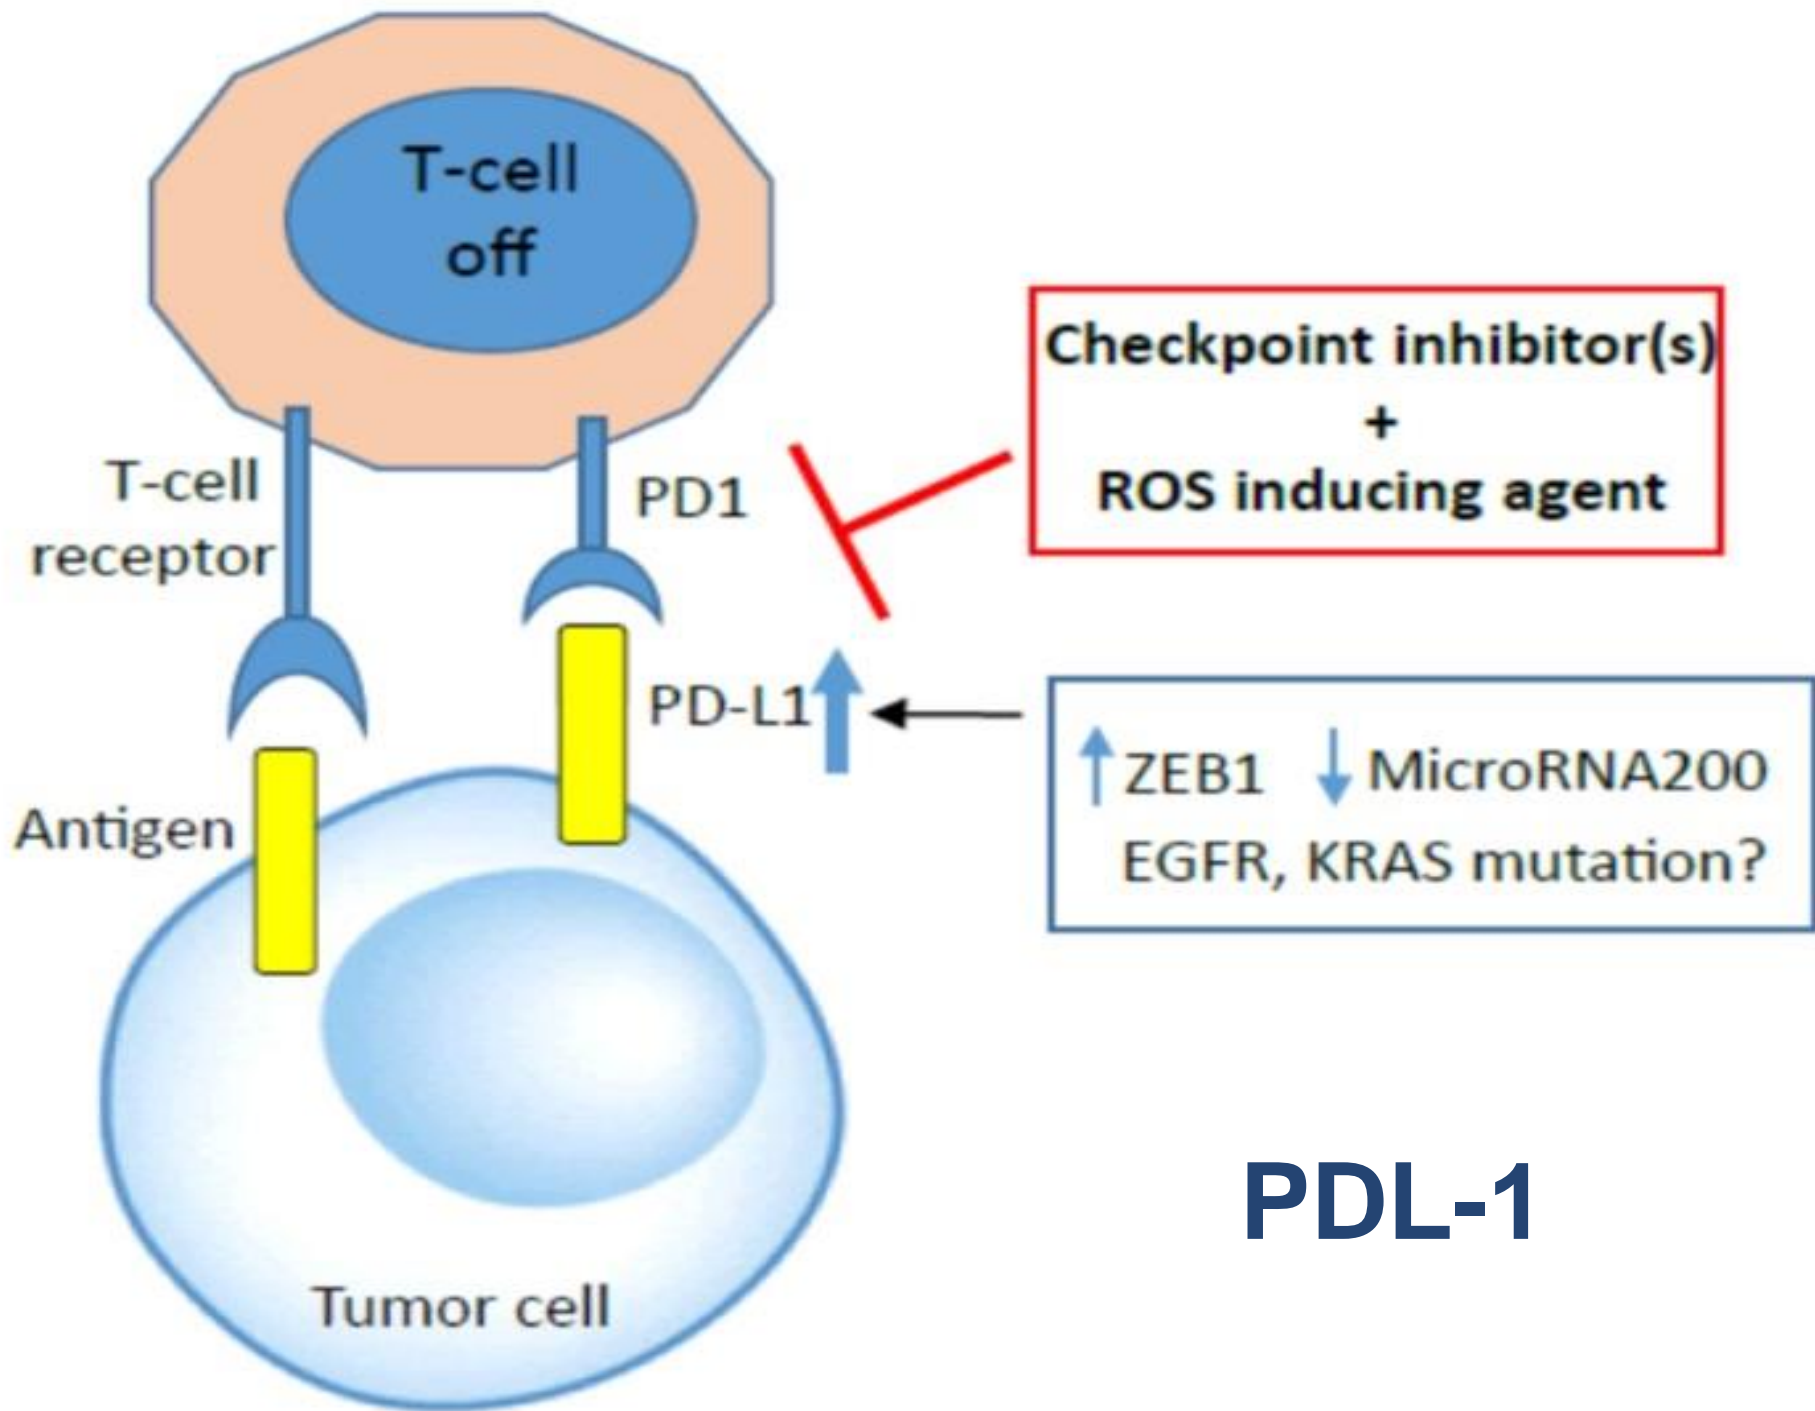 T-cell
off
T-cell
receptor
PD1
Checkpoint inhibitor(s)
+
ROS inducing agent
PD-L1
ZEB1 MicroRNA200
EGFR, KRAS mutation?
Antigen
Tumor cell
PDL-1